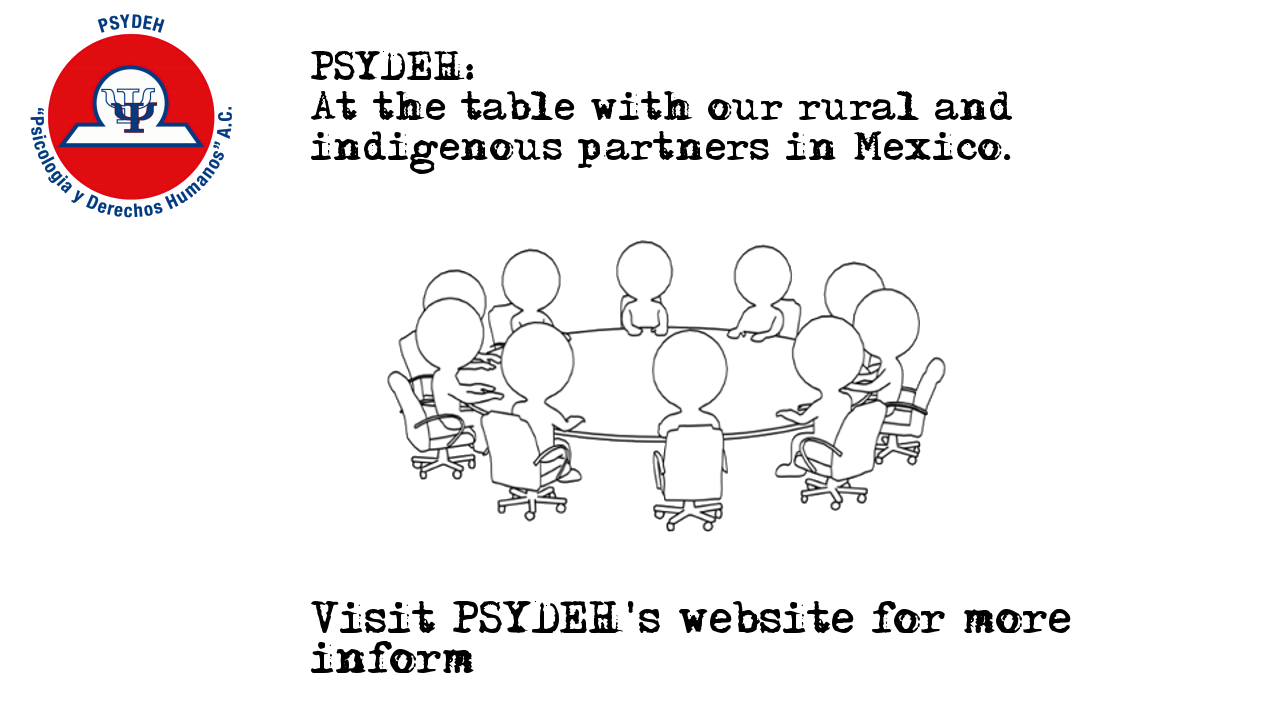 PSYDEH
"Psicología y Derechos Humanos" A.C.
PSYDEH:
At the table with our rural and
indigenous partners in Mexico.
Visit PSYDEH's website for more
inform